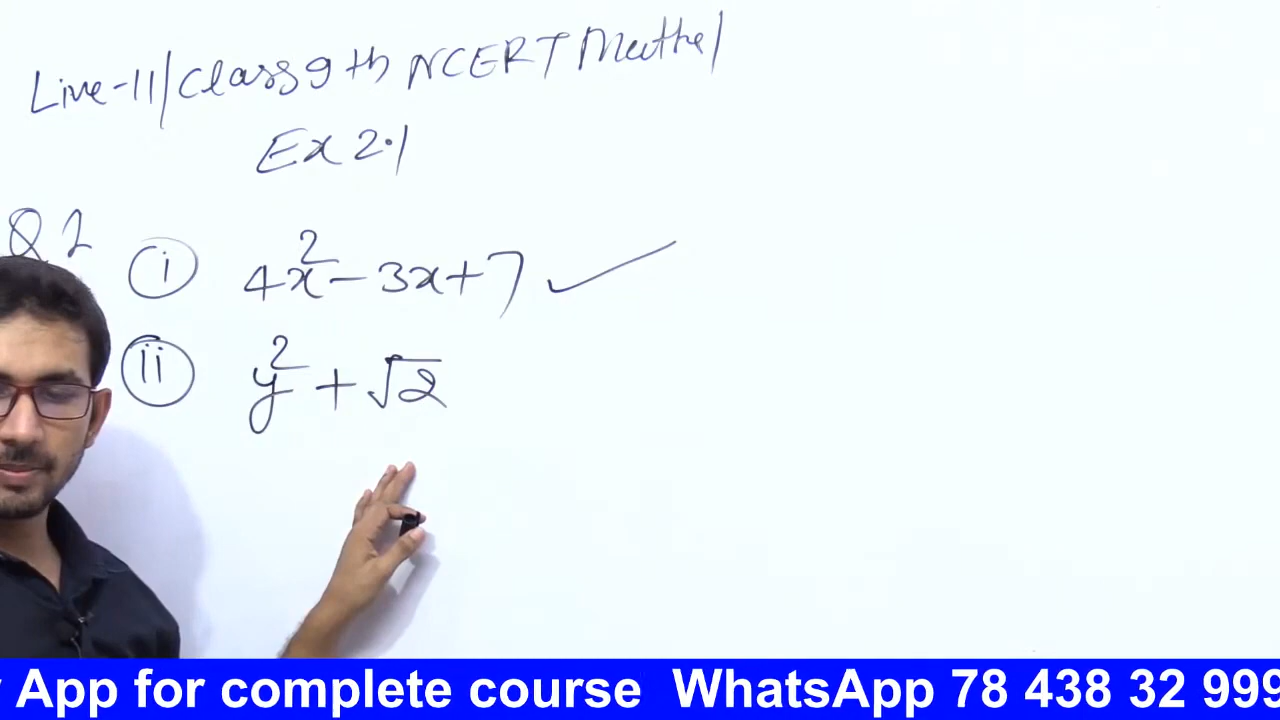 Live-11/Class 9th NCERT Maths/
Ex 2.1
Q 1
i 4x² - 3x + 7 ✓
ii y² + √2
App for complete course WhatsApp 78 438 32 999